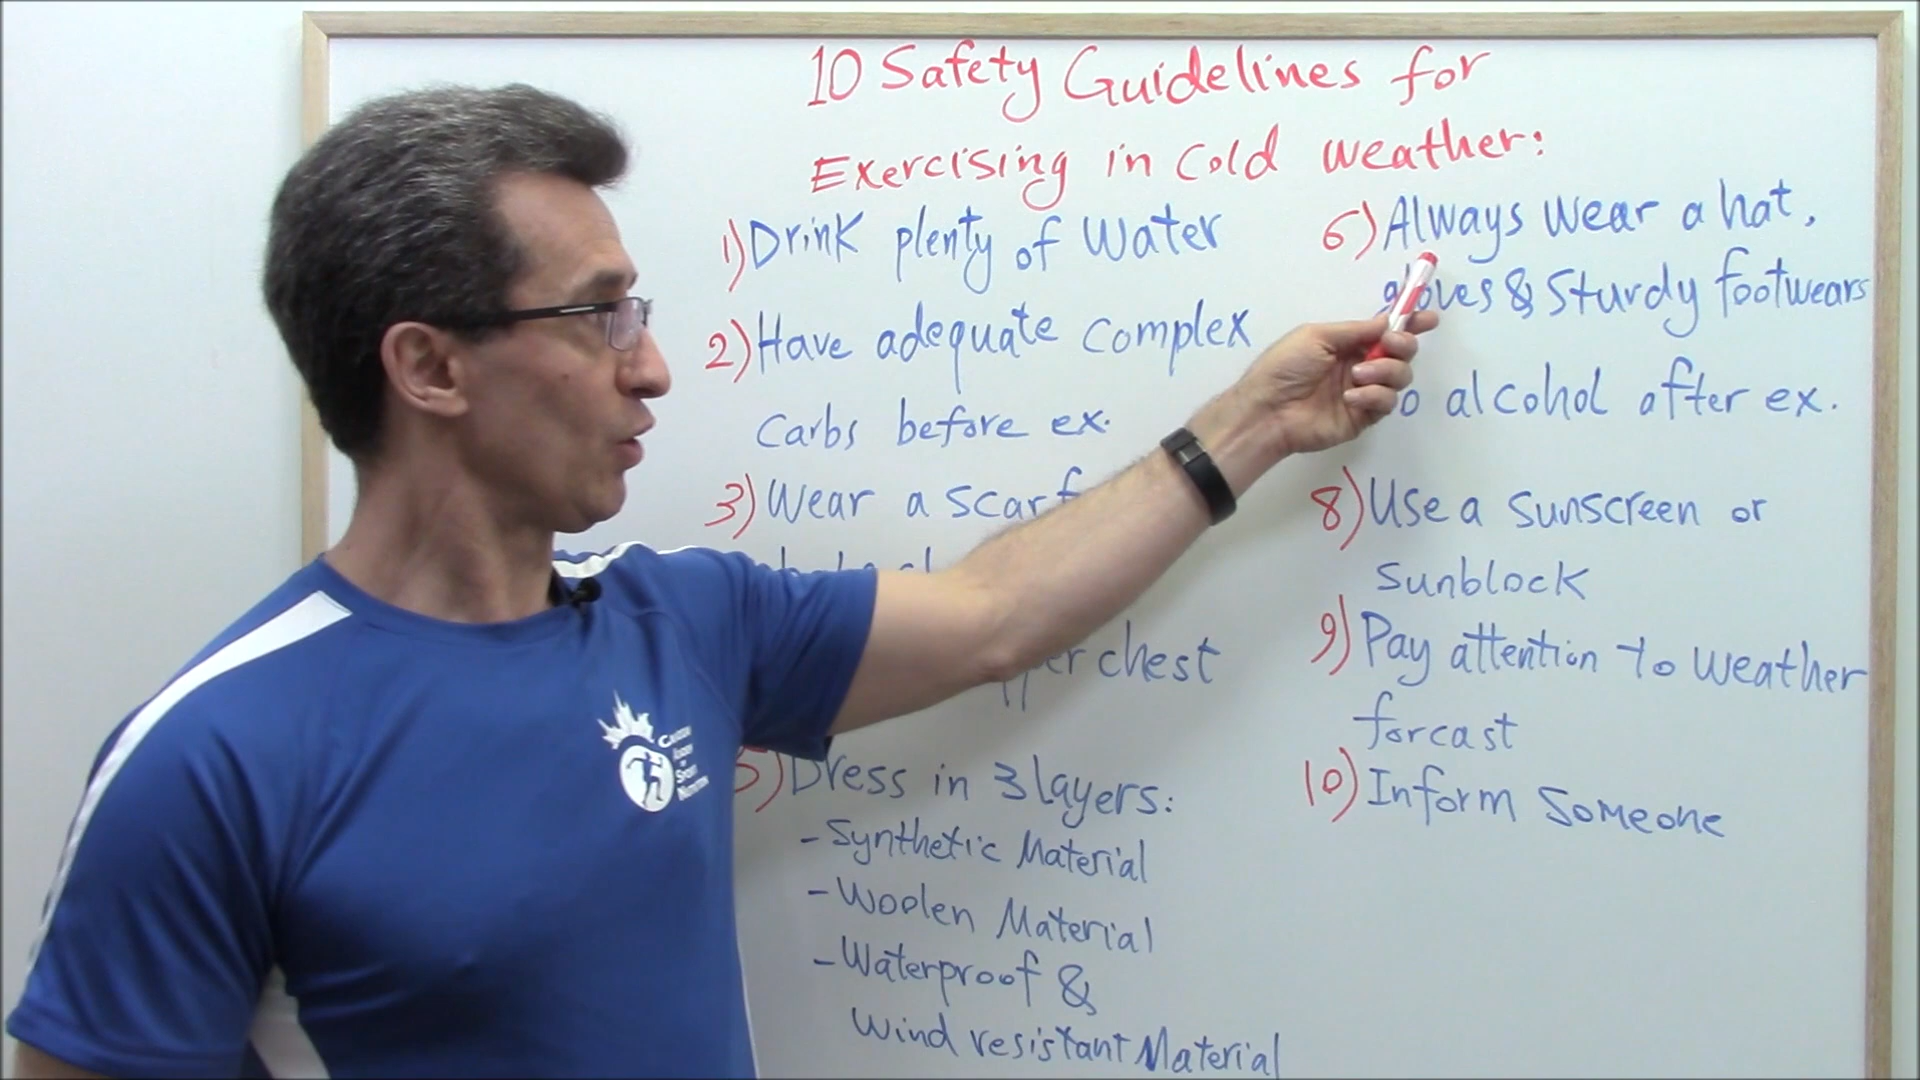 10 Safety Guidelines for
Exercising in cold weather:
1) Drink plenty of Water
2) Have adequate complex
carbs before ex.
3) Wear a scarf
er chest
5) Dress in 3 layers:
- Synthetic Material
- Woolen Material
- Waterproof &
Wind resistant Material
6) Always wear a hat,
gloves & Sturdy footwears
alcohol after ex.
8) Use a sunscreen or
sunblock
9) Pay attention to weather
forcast
10) Inform Someone